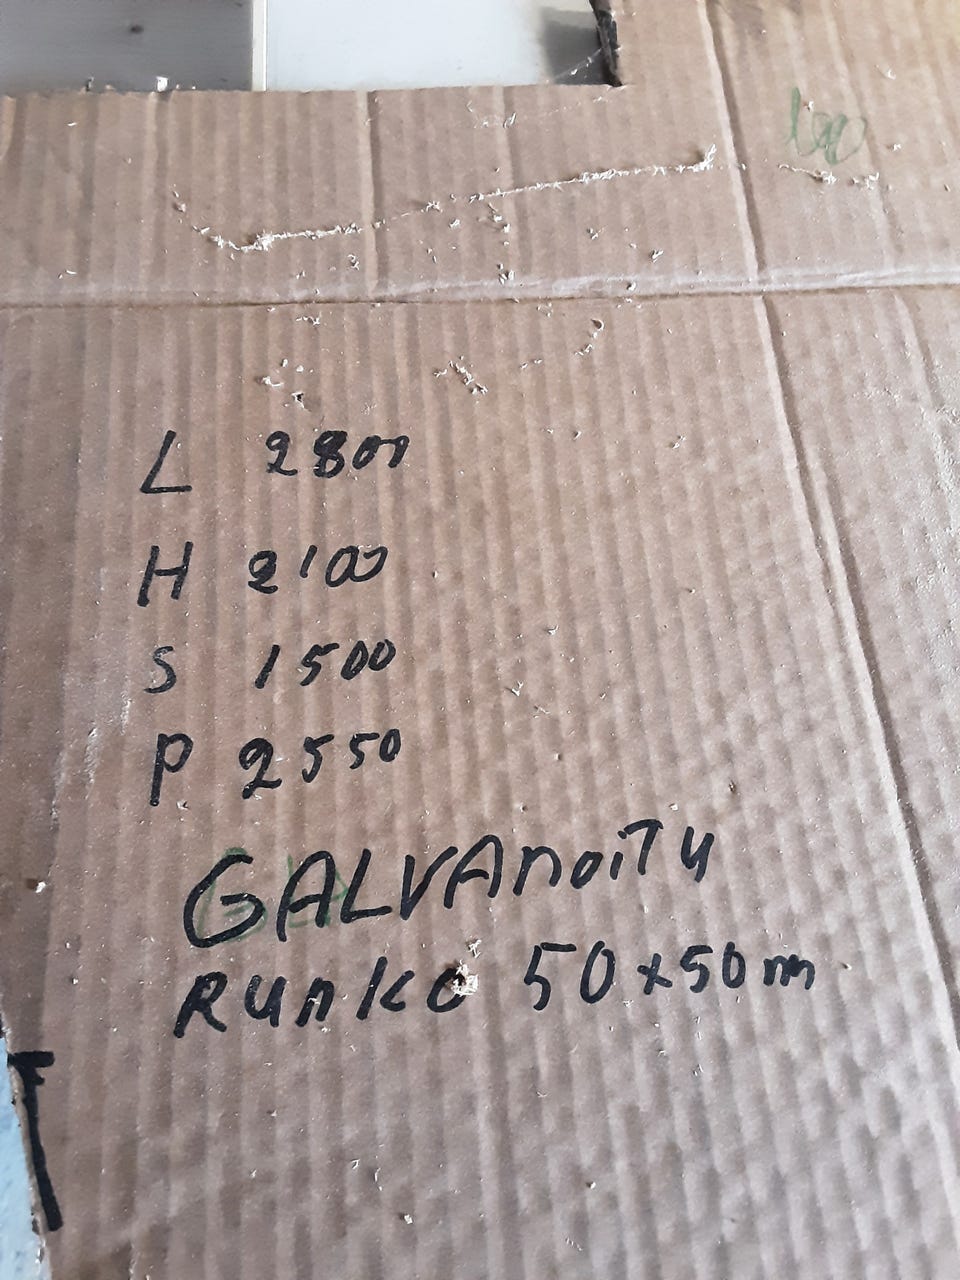 L 2800
H 2100
S 1500
P 2550
GALVAnoiTu
RunKo 50x50m